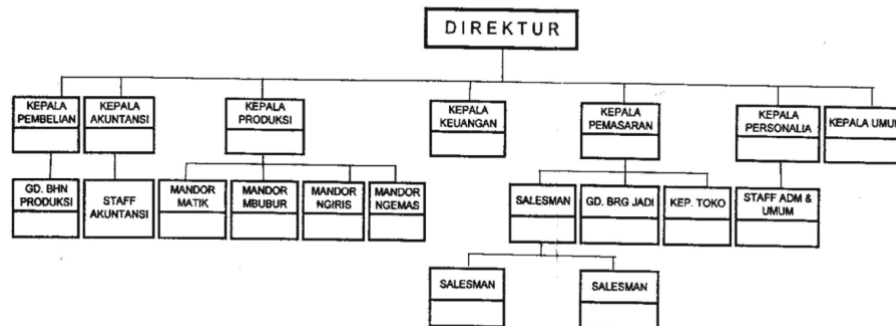 DIREKTUR
KEPALA
PEMBELIAN
KEPALA
AKUNTANSI
KEPALA
PRODUKSI
KEPALA
KEUANGAN
KEPALA
PEMASARAN
KEPALA
PERSONALIA
KEPALA UMUM
GD. BHN
PRODUKSI
STAFF
AKUNTANSI
MANDOR
MATIK
MANDOR
MBUBUR
MANDOR
NGIRIS
MANDOR
NGEMAS
SALESMAN
GD. BRG JADI
KEP. TOKO
STAFF ADM &
UMUM
SALESMAN
SALESMAN